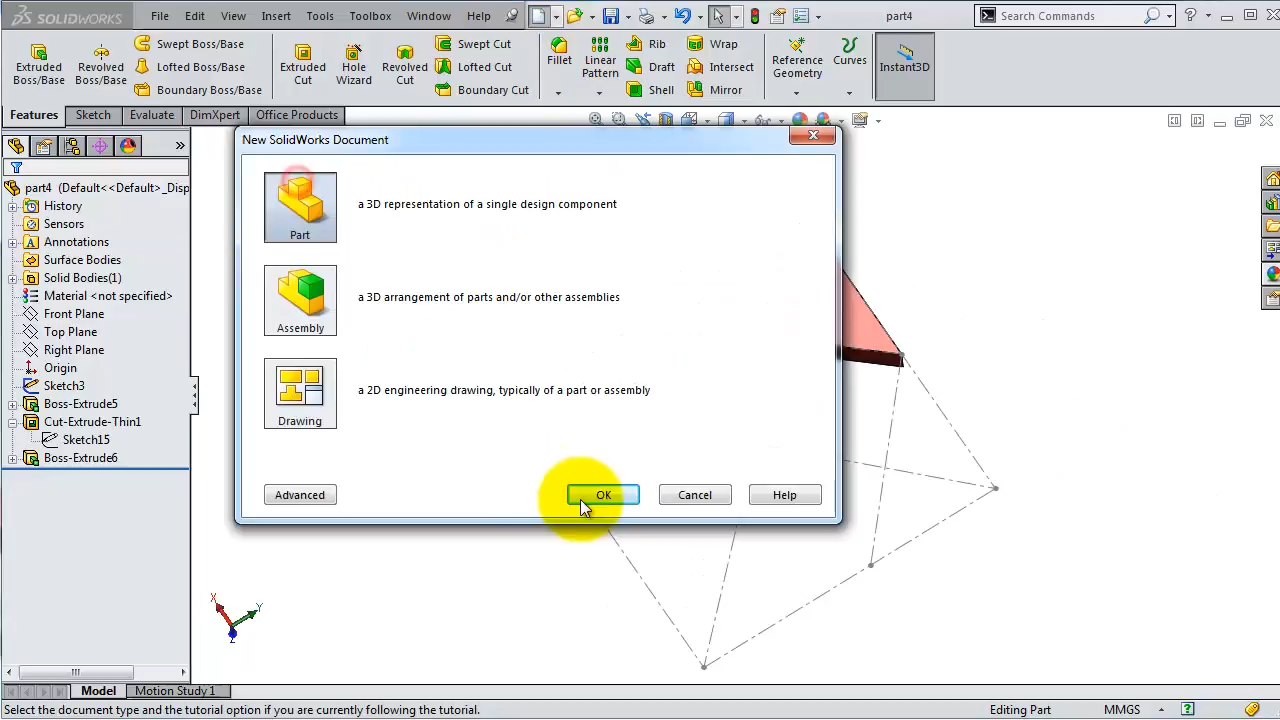 SOLIDWORKS File Edit View Insert Tools Toolbox Window Help part4 Search Commands
Extruded Boss/Base
Revolved Boss/Base
Swept Boss/Base
Lofted Boss/Base
Boundary Boss/Base
Extruded Cut
Hole Wizard
Revolved Cut
Swept Cut
Lofted Cut
Boundary Cut
Fillet
Linear Pattern
Rib
Draft
Shell
Wrap
Intersect
Mirror
Reference Geometry
Curves
Instant3D
Features Sketch Evaluate DimXpert Office Products
part4 (Default<<Default>_Disp
History
Sensors
Annotations
Surface Bodies
Solid Bodies(1)
Material <not specified>
Front Plane
Top Plane
Right Plane
Origin
Sketch3
Boss-Extrude5
Cut-Extrude-Thin1
Sketch15
Boss-Extrude6
New SolidWorks Document
Part
a 3D representation of a single design component
Assembly
a 3D arrangement of parts and/or other assemblies
Drawing
a 2D engineering drawing, typically of a part or assembly
Advanced OK Cancel Help
X
Y
Z
Model Motion Study 1
Select the document type and the tutorial option if you are currently following the tutorial. Editing Part MMGS